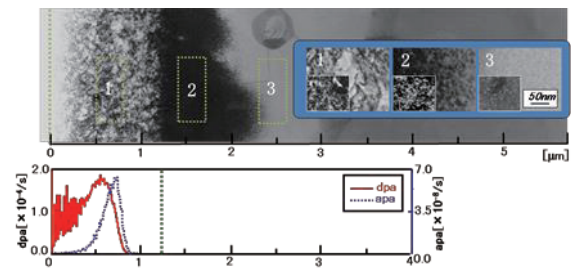 1 2 3
1 2 3
50nm
0 1 2 3 4 5 [μm]
2.0 7.0
dpa
apa
1.0 3.5
0.0 0.0
dpa[×10⁻⁴/s] apa[×10⁻⁸/s]
0 1 2 3 4